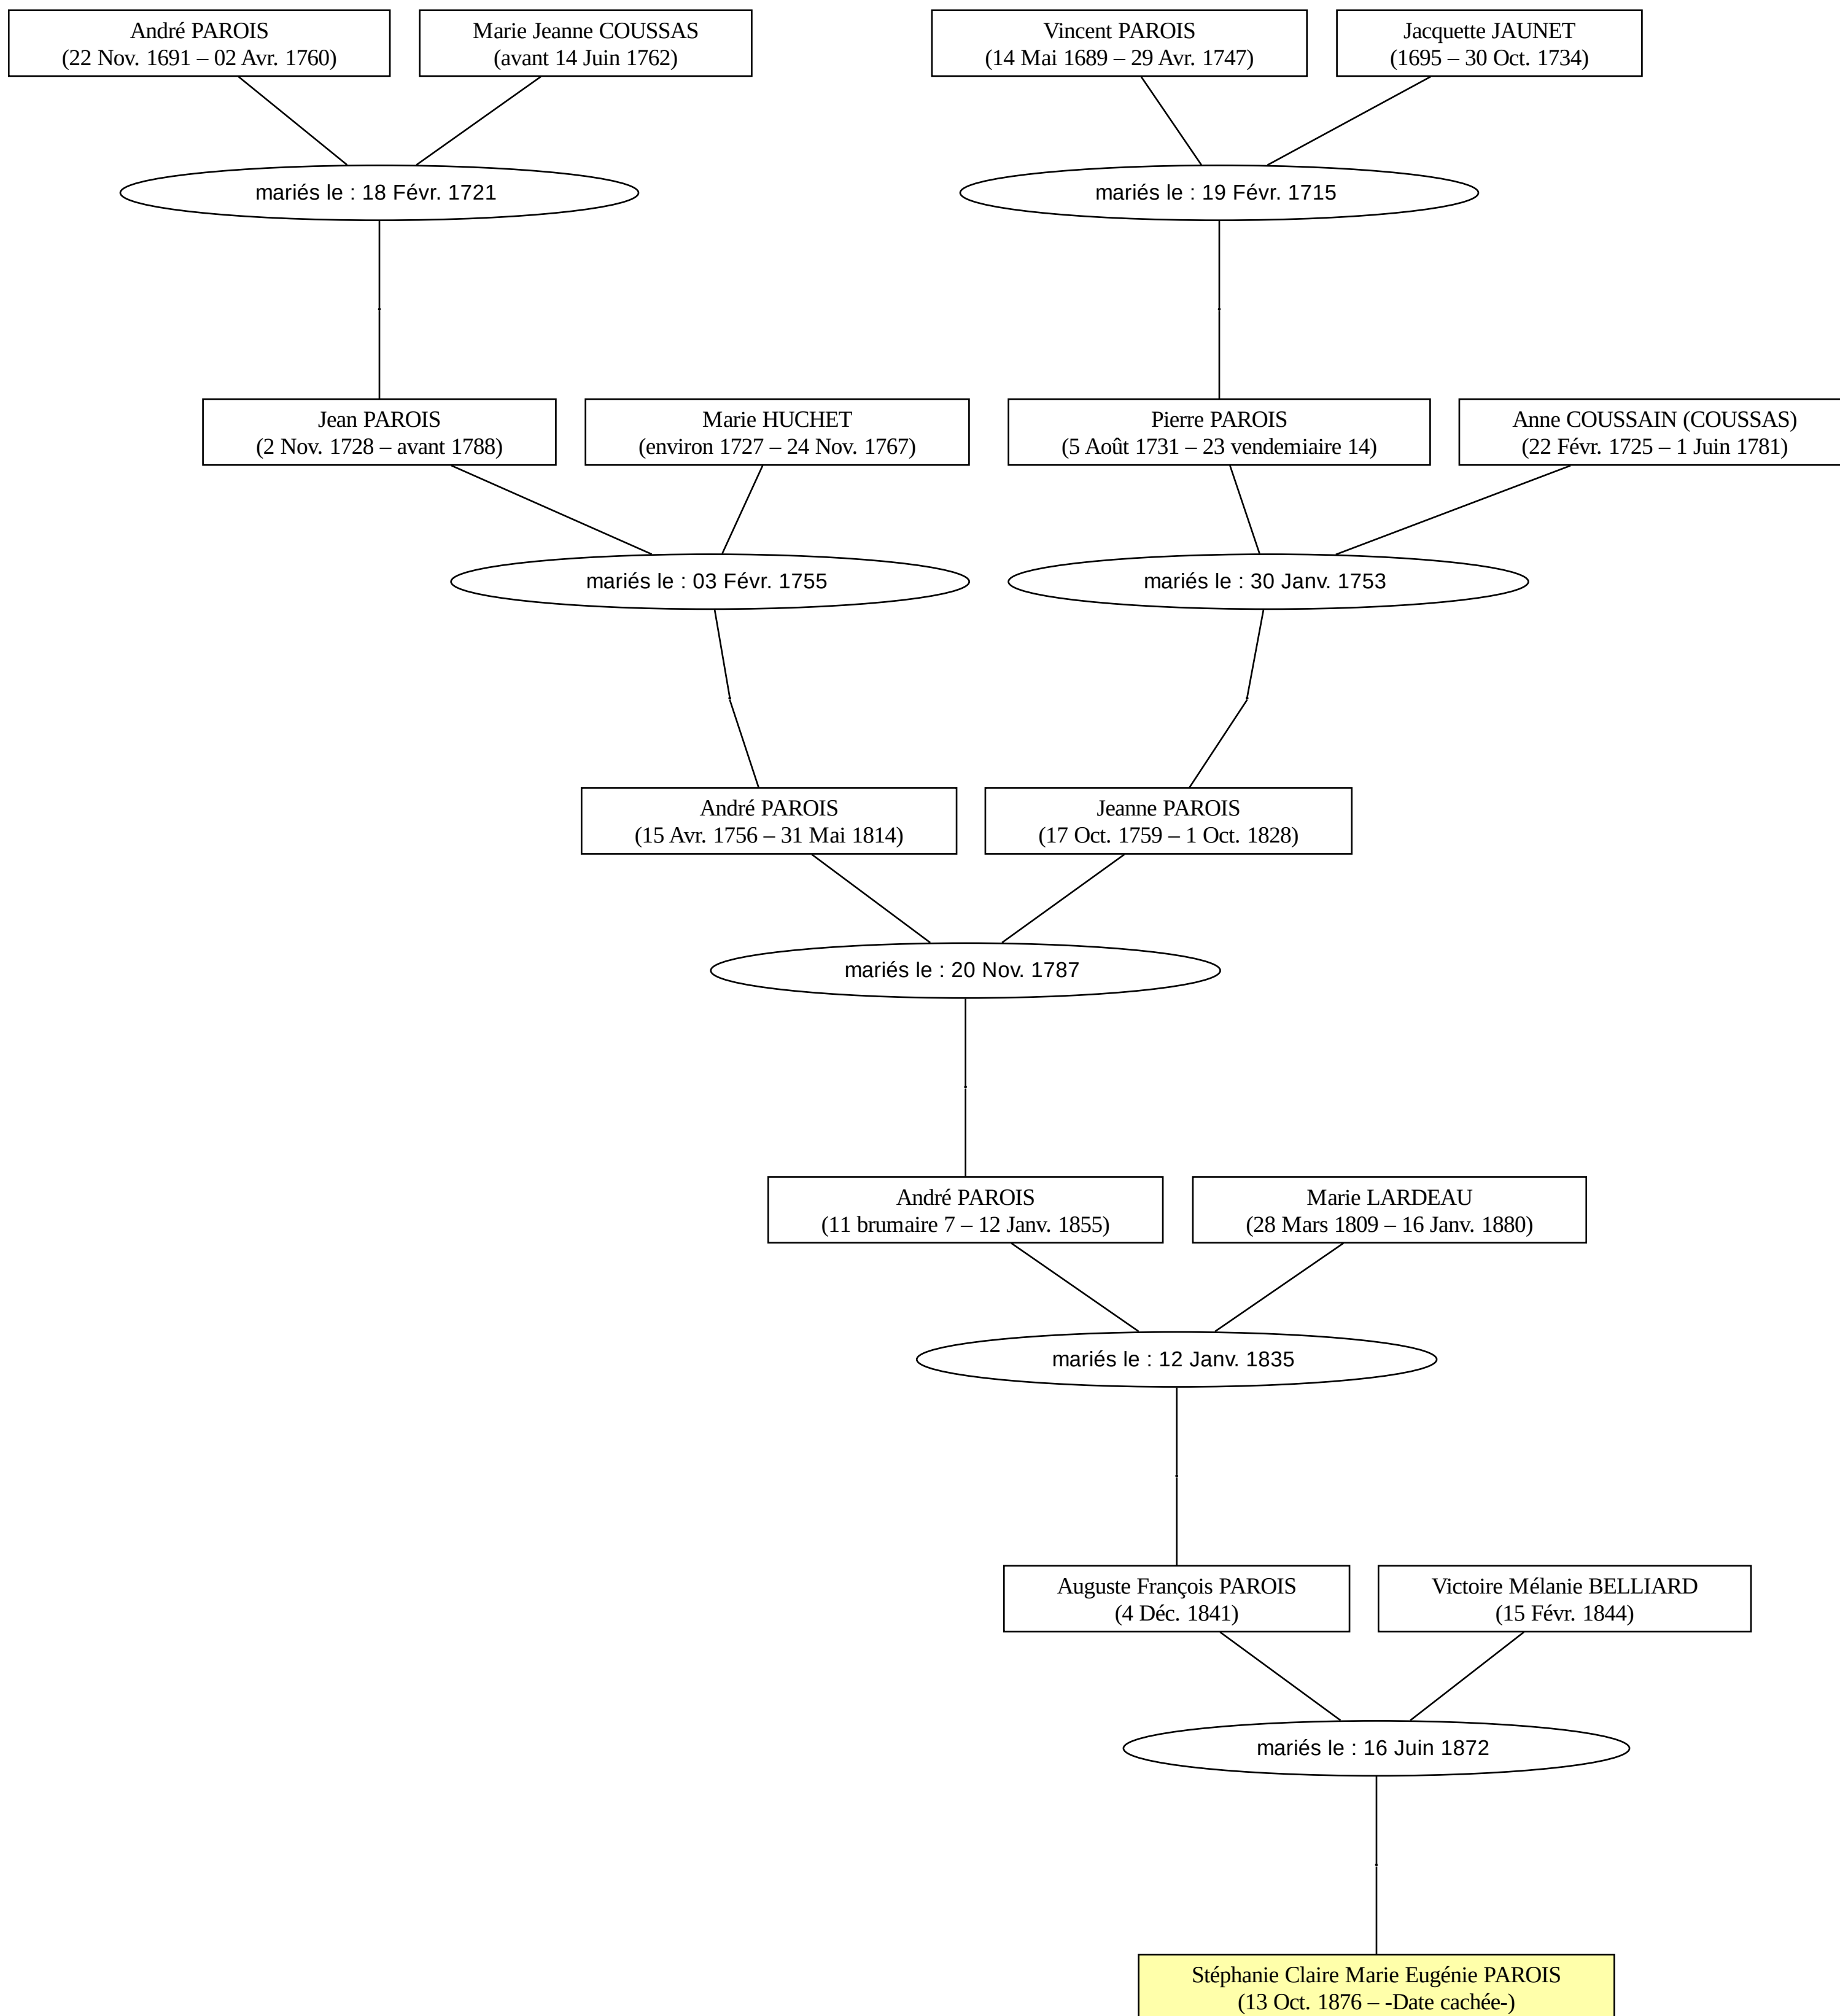 André PAROIS
(22 Nov. 1691 – 02 Avr. 1760)
Marie Jeanne COUSSAS
(avant 14 Juin 1762)
Vincent PAROIS
(14 Mai 1689 – 29 Avr. 1747)
Jacquette JAUNET
(1695 – 30 Oct. 1734)
mariés le : 18 Févr. 1721
mariés le : 19 Févr. 1715
Jean PAROIS
(2 Nov. 1728 – avant 1788)
Marie HUCHET
(environ 1727 – 24 Nov. 1767)
Pierre PAROIS
(5 Août 1731 – 23 vendemiaire 14)
Anne COUSSAIN (COUSSAS)
(22 Févr. 1725 – 1 Juin 1781)
mariés le : 03 Févr. 1755
mariés le : 30 Janv. 1753
André PAROIS
(15 Avr. 1756 – 31 Mai 1814)
Jeanne PAROIS
(17 Oct. 1759 – 1 Oct. 1828)
mariés le : 20 Nov. 1787
André PAROIS
(11 brumaire 7 – 12 Janv. 1855)
Marie LARDEAU
(28 Mars 1809 – 16 Janv. 1880)
mariés le : 12 Janv. 1835
Auguste François PAROIS
(4 Déc. 1841)
Victoire Mélanie BELLIARD
(15 Févr. 1844)
mariés le : 16 Juin 1872
Stéphanie Claire Marie Eugénie PAROIS
(13 Oct. 1876 – -Date cachée-)